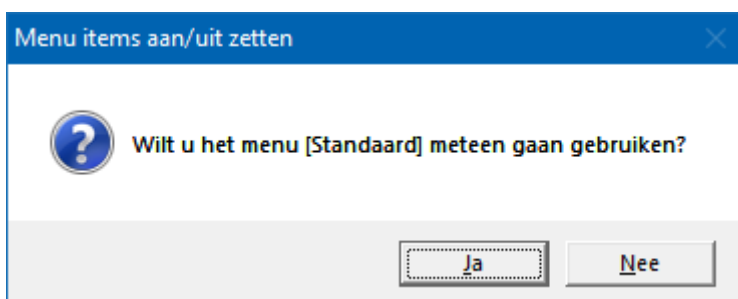 Menu items aan/uit zetten
Wilt u het menu [Standaard] meteen gaan gebruiken?
Ja
Nee